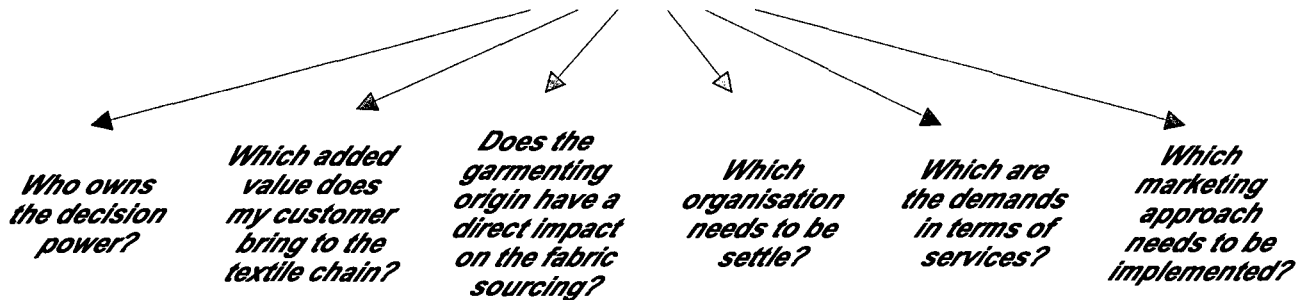 Who owns
the decision
power?
Which added
value does
my customer
bring to the
textile chain?
Does the
garmenting
origin have a
direct impact
on the fabric
sourcing?
Which
organisation
needs to be
settle?
Which are
the demands
in terms of
services?
Which
marketing
approach
needs to be
implemented?